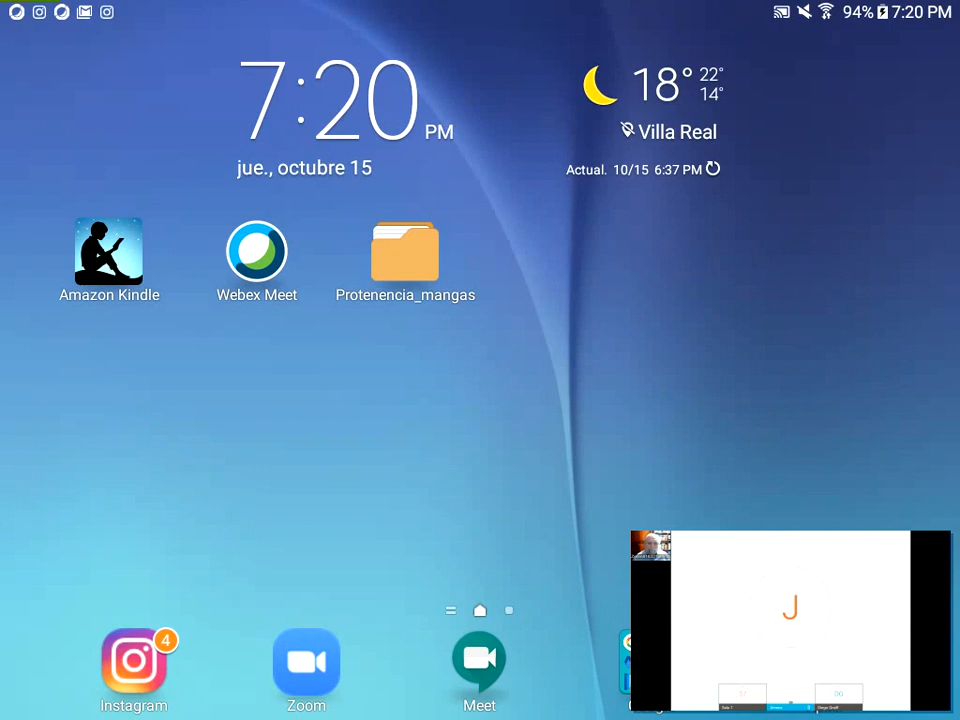 94% 7:20 PM
7:20 PM
jue., octubre 15
18° 22°
14°
Villa Real
Actual. 10/15 6:37 PM
Amazon Kindle
Webex Meet
Protenencia_mangas
J
4
Instagram
Zoom
Meet